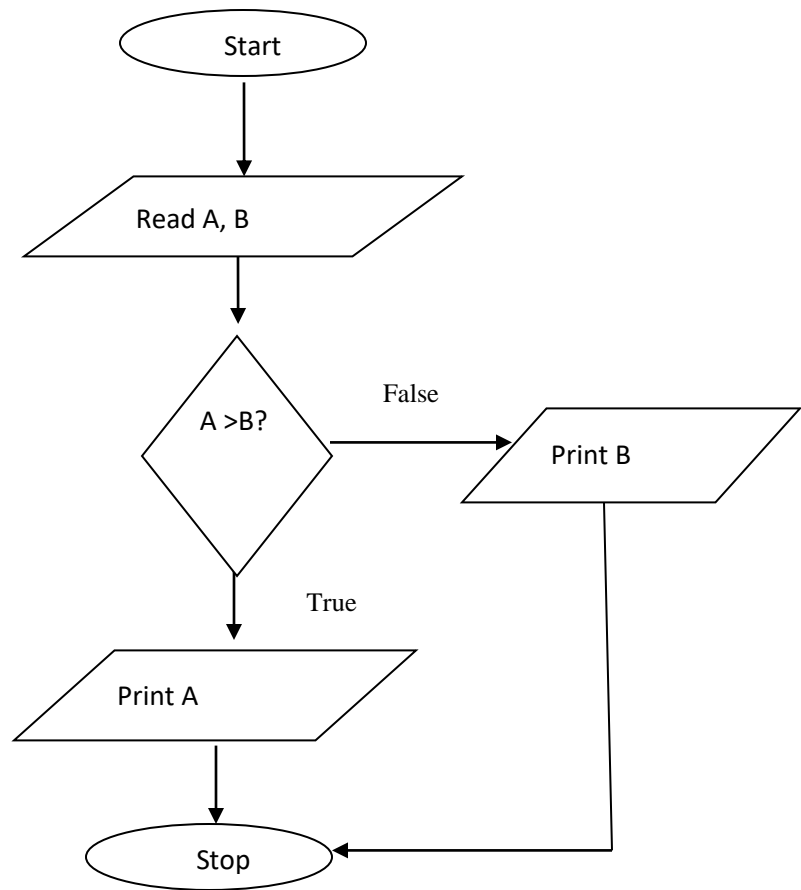 Start
Read A, B
A >B?
False
Print B
True
Print A
Stop